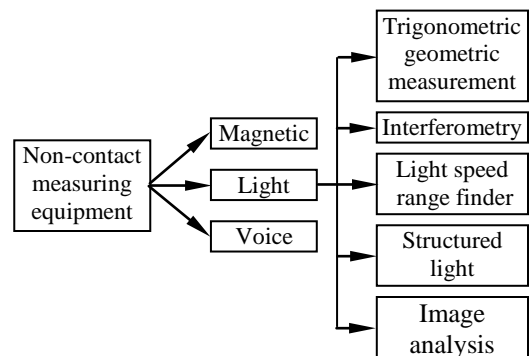 Non-contact
measuring
equipment
Magnetic
Light
Voice
Trigonometric
geometric
measurement
Interferometry
Light speed
range finder
Structured
light
Image
analysis